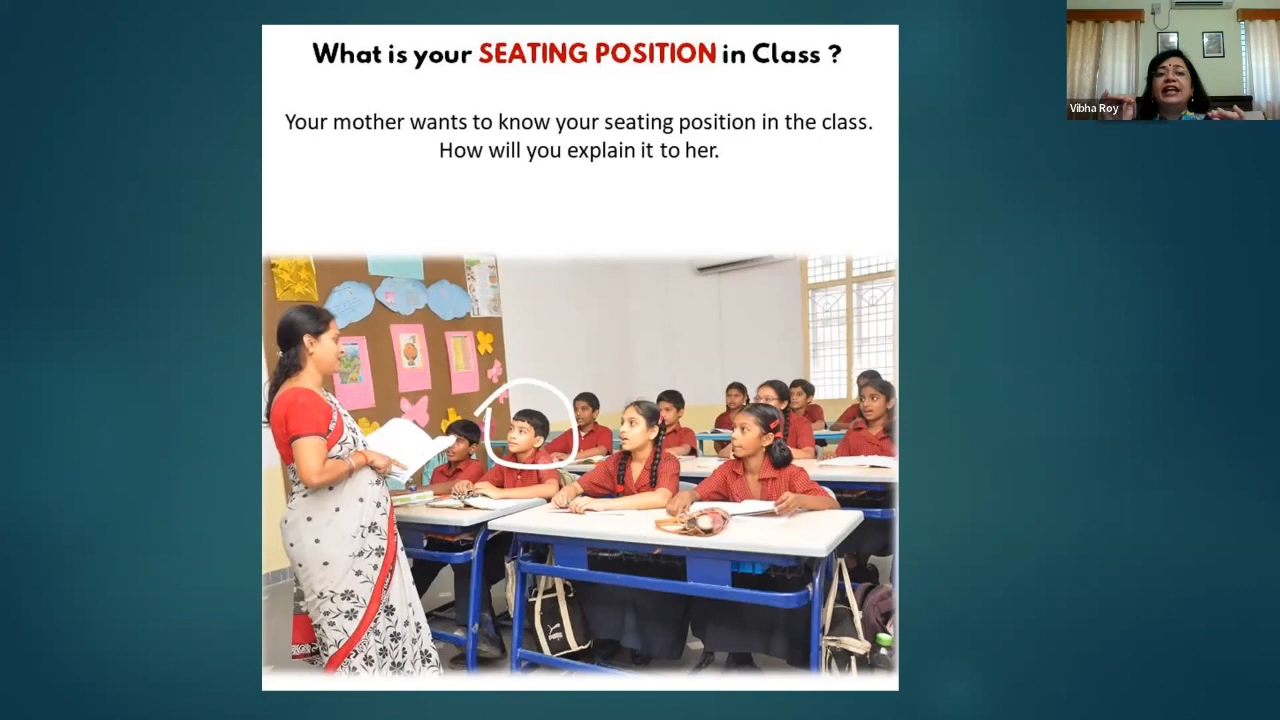 What is your SEATING POSITION in Class ?
Your mother wants to know your seating position in the class.
How will you explain it to her.
Vibha Roy